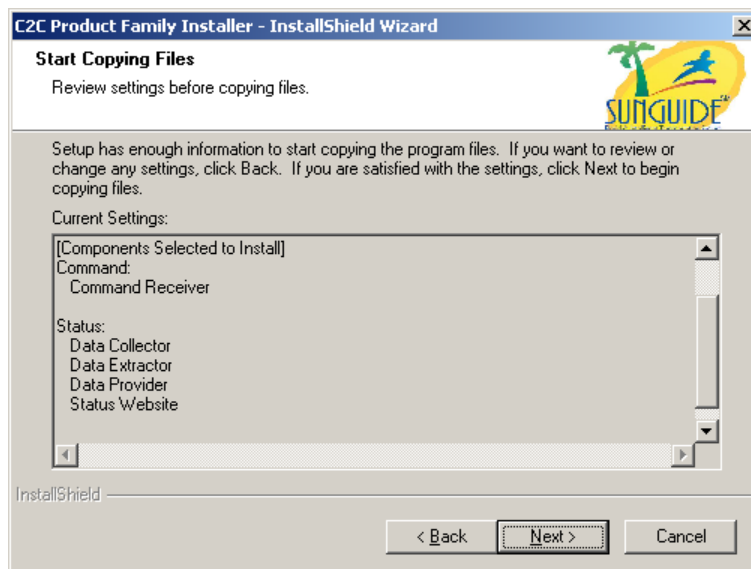 C2C Product Family Installer - InstallShield Wizard
Start Copying Files
Review settings before copying files.
SUNGUIDE
Setup has enough information to start copying the program files. If you want to review or
change any settings, click Back. If you are satisfied with the settings, click Next to begin
copying files.
Current Settings:
[Components Selected to Install]
Command:
Command Receiver
Status:
Data Collector
Data Extractor
Data Provider
Status Website
InstallShield
< Back
Next >
Cancel